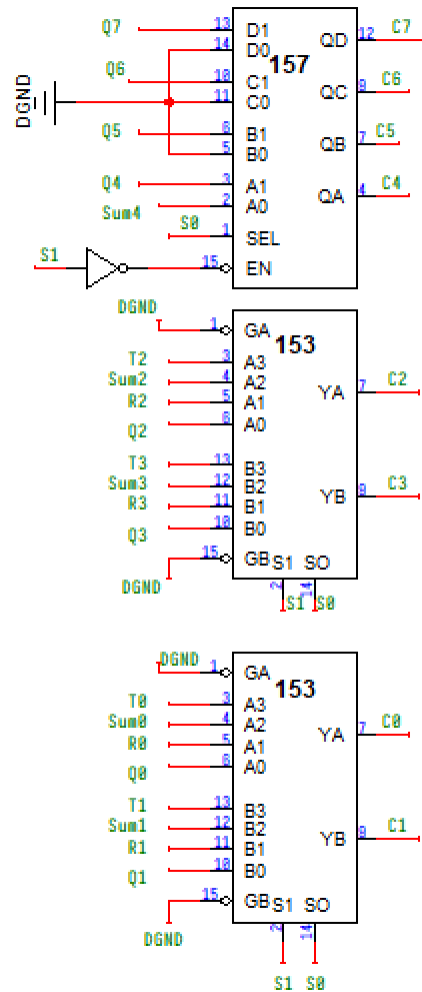 Q7 13 D1 QD 12 C7
14 D0
157
Q6 10 C1 QC 9 C6
DGND 11 C0
Q5 6 B1 QB 7 C5
5 B0
Q4 3 A1 QA 4 C4
Sum4 2 A0
S0 1 SEL
S1 15 EN
DGND 1 GA
153
T2 3 A3
Sum2 4 A2 YA 7 C2
R2 5 A1
Q2 6 A0
T3 13 B3
Sum3 12 B2 YB 9 C3
R3 11 B1
Q3 10 B0
15 GB S1 SO
DGND 2 14
S1 S0
DGND 1 GA
153
T0 3 A3
Sum0 4 A2 YA 7 C0
R0 5 A1
Q0 6 A0
T1 13 B3
Sum1 12 B2 YB 9 C1
R1 11 B1
Q1 10 B0
15 GB S1 SO
DGND 2 14
S1 S0